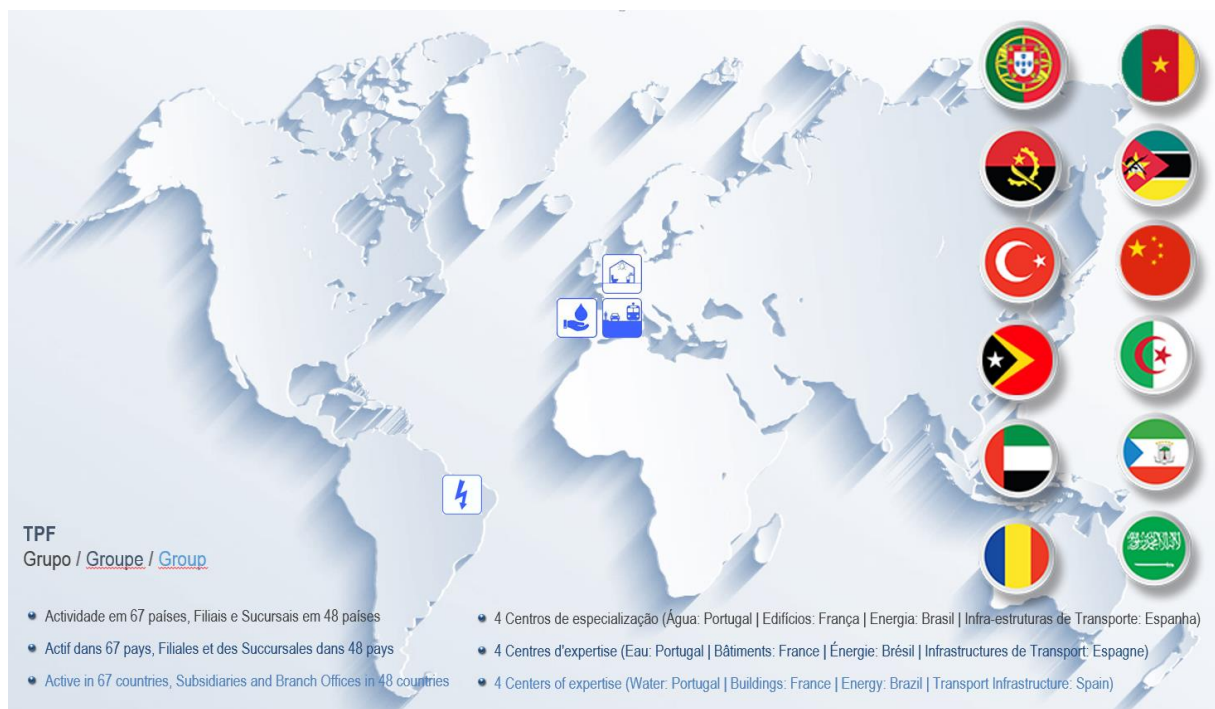 TPF
Grupo / Groupe / Group
Actividade em 67 países, Filiais e Sucursais em 48 países
Actif dans 67 pays, Filiales et des Succursales dans 48 pays
Active in 67 countries, Subsidiaries and Branch Offices in 48 countries
4 Centros de especialização (Água: Portugal | Edifícios: França | Energia: Brasil | Infra-estruturas de Transporte: Espanha)
4 Centres d'expertise (Eau: Portugal | Bâtiments: France | Énergie: Brésil | Infrastructures de Transport: Espagne)
4 Centers of expertise (Water: Portugal | Buildings: France | Energy: Brazil | Transport Infrastructure: Spain)